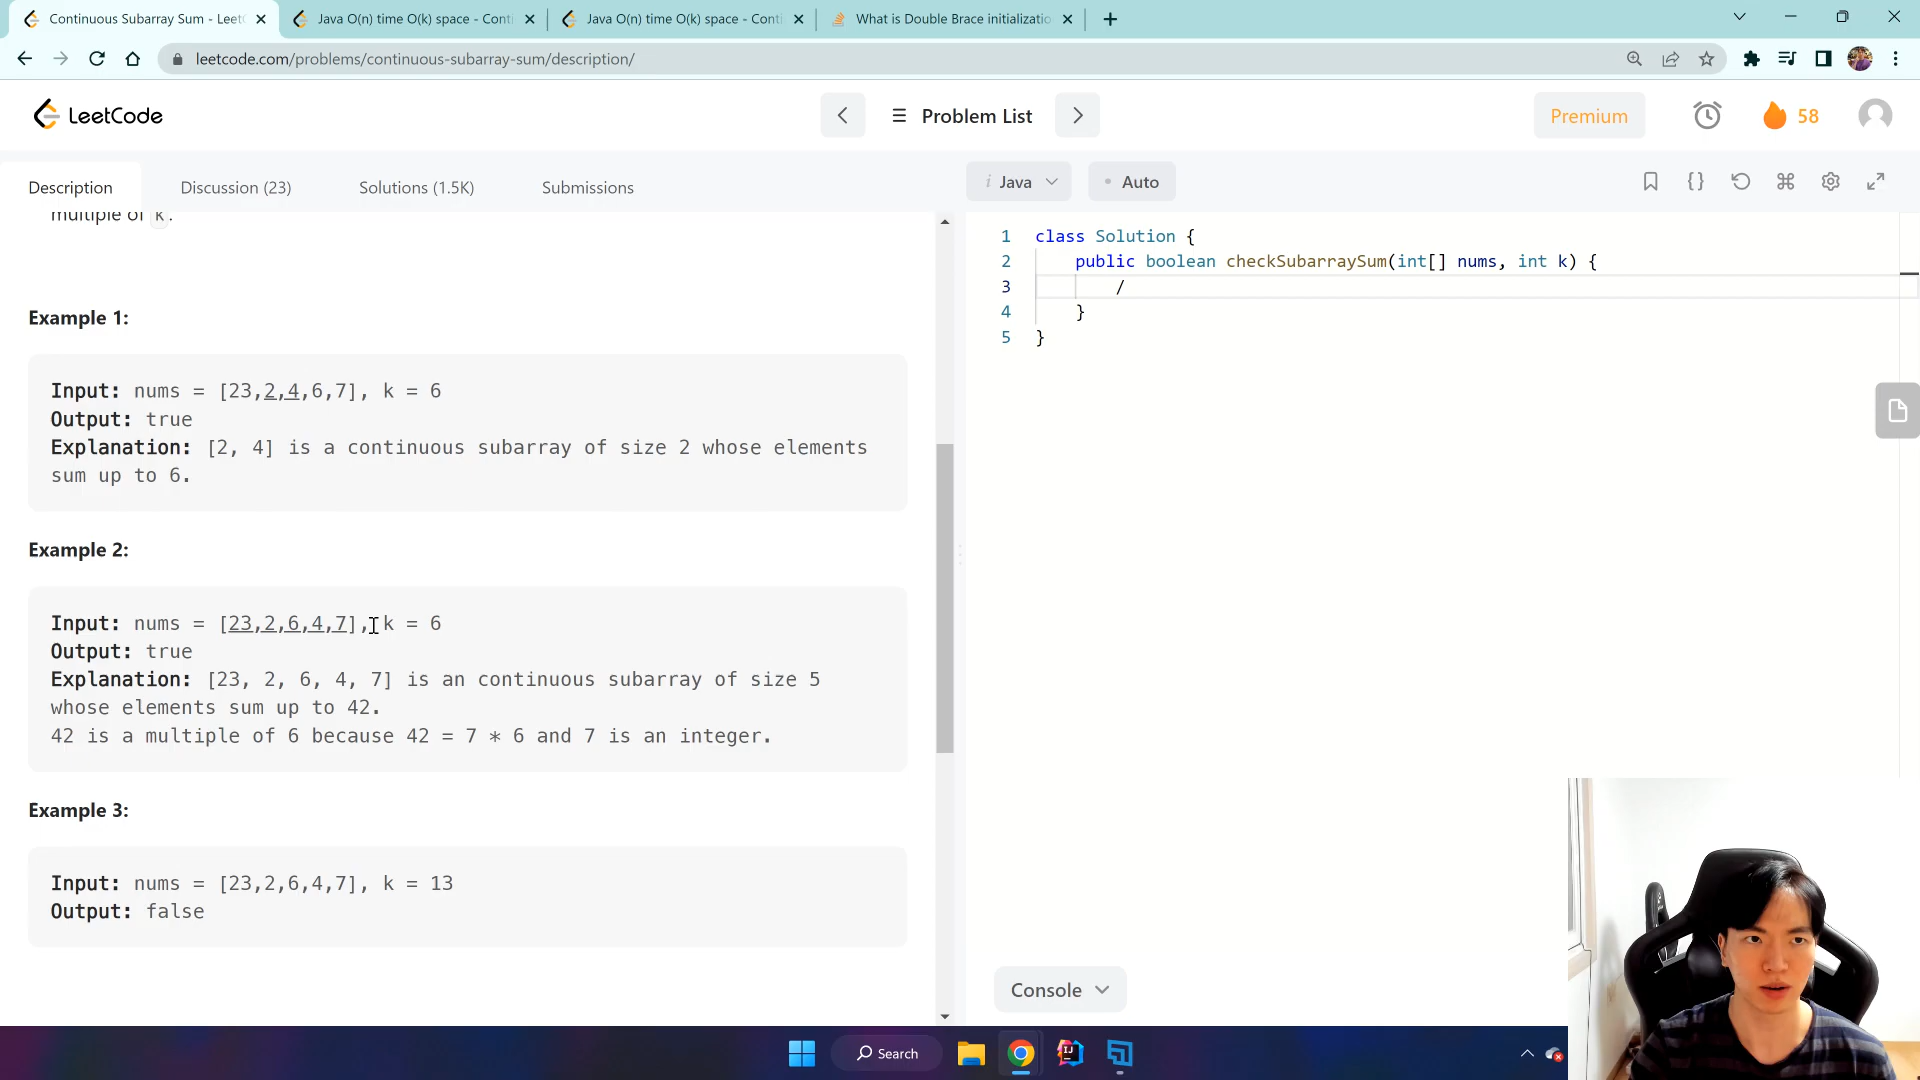 Continuous Subarray Sum - Leet
Java O(n) time O(k) space - Conti
Java O(n) time O(k) space - Conti
What is Double Brace initializatio
leetcode.com/problems/continuous-subarray-sum/description/
LeetCode
Problem List
Premium
58
Description
Discussion (23)
Solutions (1.5K)
Submissions
multiple of k.
Example 1:
Input: nums = [23,2,4,6,7], k = 6
Output: true
Explanation: [2, 4] is a continuous subarray of size 2 whose elements
sum up to 6.
Example 2:
Input: nums = [23,2,6,4,7], k = 6
Output: true
Explanation: [23, 2, 6, 4, 7] is an continuous subarray of size 5
whose elements sum up to 42.
42 is a multiple of 6 because 42 = 7 * 6 and 7 is an integer.
Example 3:
Input: nums = [23,2,6,4,7], k = 13
Output: false
i Java
Auto
1 class Solution {
2 public boolean checkSubarraySum(int[] nums, int k) {
3 /
4 }
5 }
Console
Search
IJ